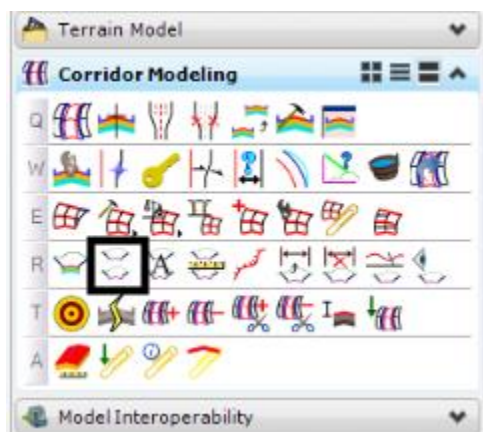 Terrain Model
Corridor Modeling
Q
W
E
R A
T
A
Model Interoperability